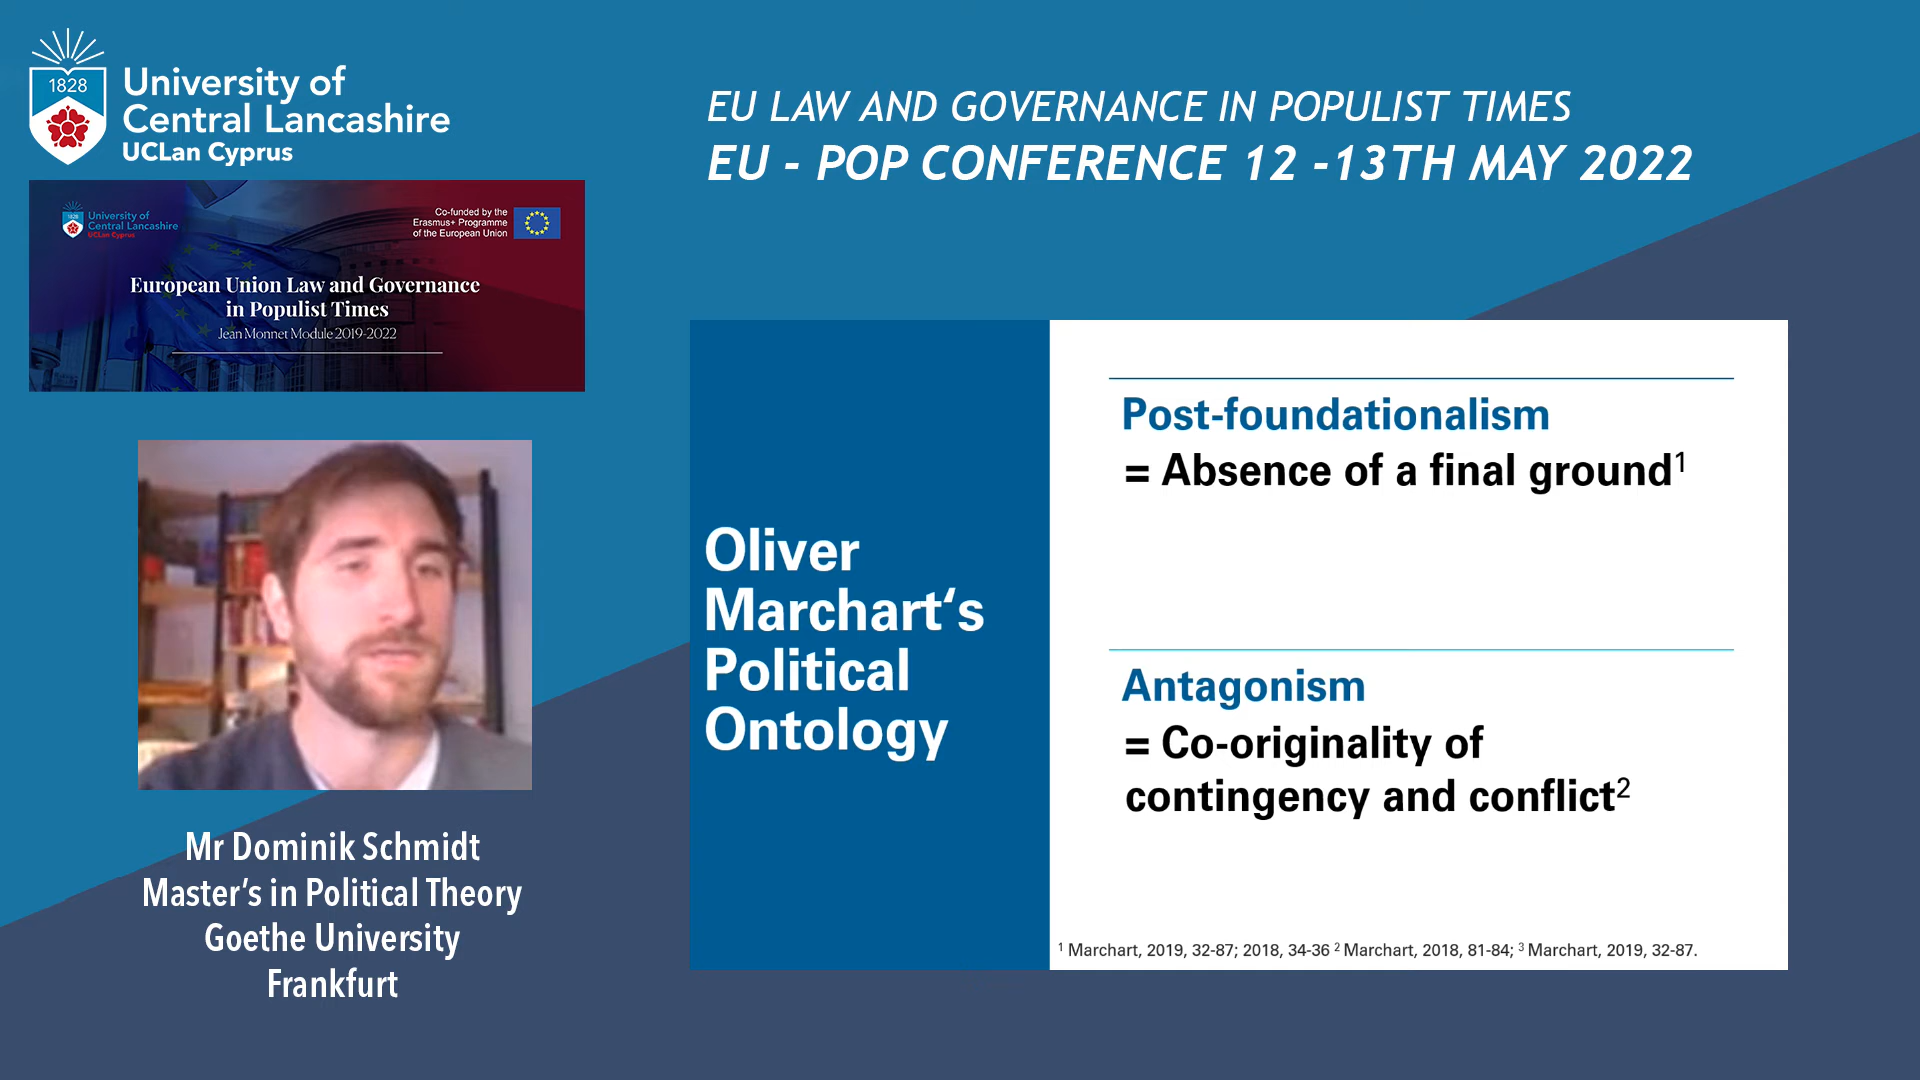 1828
University of
Central Lancashire
UCLan Cyprus
EU LAW AND GOVERNANCE IN POPULIST TIMES
EU - POP CONFERENCE 12 -13TH MAY 2022
1828
University of
Central Lancashire
UCLan Cyprus
Co-funded by the
Erasmus+ Programme
of the European Union
European Union Law and Governance
in Populist Times
Jean Monnet Module 2019-2022
Mr Dominik Schmidt
Master's in Political Theory
Goethe University
Frankfurt
Oliver
Marchart‘s
Political
Ontology
Post-foundationalism
= Absence of a final ground¹
Antagonism
= Co-originality of
contingency and conflict²
¹ Marchart, 2019, 32-87; 2018, 34-36 ² Marchart, 2018, 81-84; ³ Marchart, 2019, 32-87.